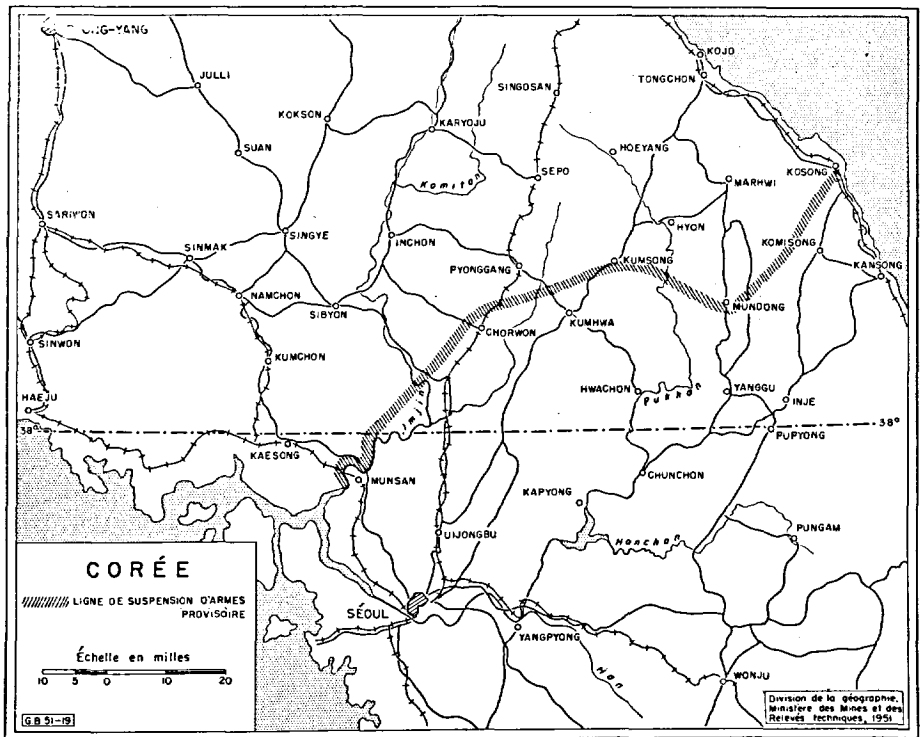 ONG-YANG
KOJO
JULLI
TONGCHON
SINGOSAN
KOKSON
KARYOJU
HOEYANG
SUAN
KOSONG
SEPO
MARHWI
Komitan
SARIWON
HYON
SINGYE
INCHON
KOMISONG
SINMAK
KUMSONG
PYONGGANG
KANSONG
NAMCHON
MUNDONG
SIBYON
KUMHWA
CHORWON
SINWON
KUMCHON
HWACHON
Pukhan
YANGGU
HAEJU
INJE
Imjin
38°
38°
PUPYONG
KAESONG
MUNSAN
CHUNCHON
KAPYONG
UIJONGBU
Hanchan
PUNGAM
CORÉE
LIGNE DE SUSPENSION D'ARMES
PROVISOIRE
SÉOUL
YANGPYONG
Échelle en milles
10 5 0 10 20
Han
WONJU
G.B. 51-19
Division de la géographie,
Ministère des Mines et des
Relevés techniques, 1951